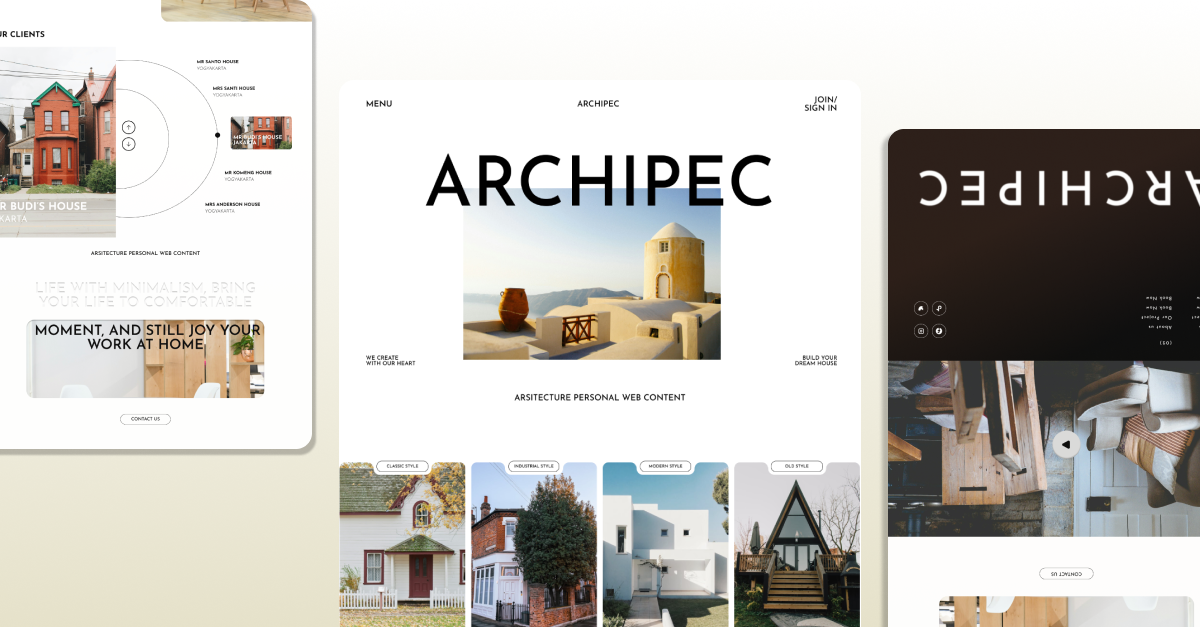 UR CLIENTS
MR SANTO HOUSE
YOGYAKARTA
MRS SANTI HOUSE
YOGYAKARTA
MR BUDI'S HOUSE
JAKARTA
MR KOMENG HOUSE
YOGYAKARTA
MRS ANDERSON HOUSE
YOGYAKARTA
R BUDI'S HOUSE
KARTA
ARSITECTURE PERSONAL WEB CONTENT
LIFE WITH MINIMALISM, BRING
YOUR LIFE TO COMFORTABLE
MOMENT, AND STILL JOY YOUR
WORK AT HOME
CONTACT US
MENU
ARCHIPEC
JOIN/
SIGN IN
ARCHIPEC
WE CREATE
WITH OUR HEART
BUILD YOUR
DREAM HOUSE
ARSITECTURE PERSONAL WEB CONTENT
CLASSIC STYLE
INDUSTRIAL STYLE
MODERN STYLE
OLD STYLE
ARCHIPEC
Book Now
Book Now
Our Project
About us
(05)
CONTACT US